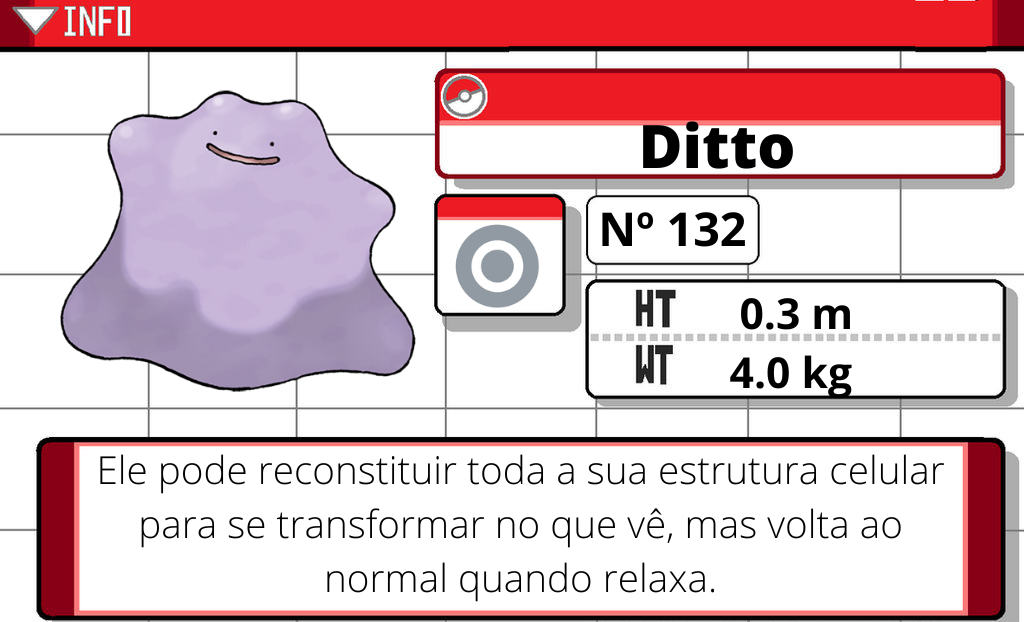 INFO
Ditto
Nº 132
HT 0.3 m
WT 4.0 kg
Ele pode reconstituir toda a sua estrutura celular
para se transformar no que vê, mas volta ao
normal quando relaxa.